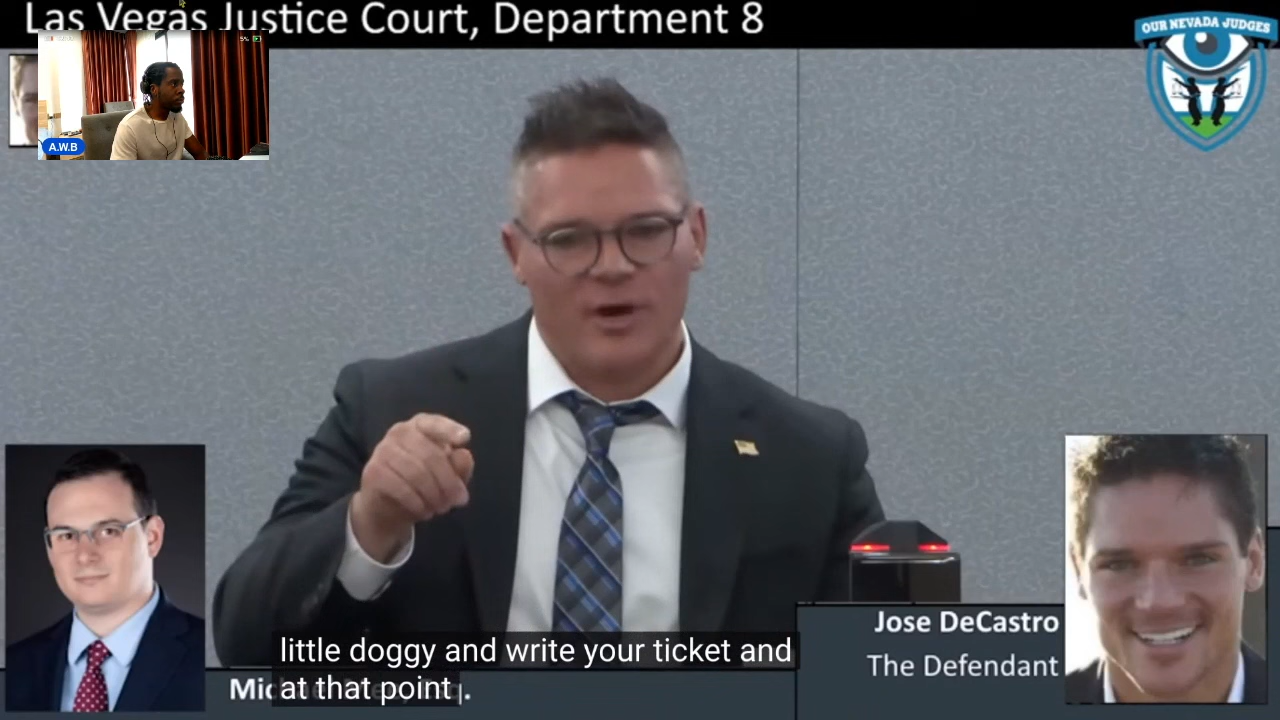 Las Vegas Justice Court, Department 8
OUR NEVADA JUDGES
5%
A.W.B
little doggy and write your ticket and
at that point
Jose DeCastro
The Defendant